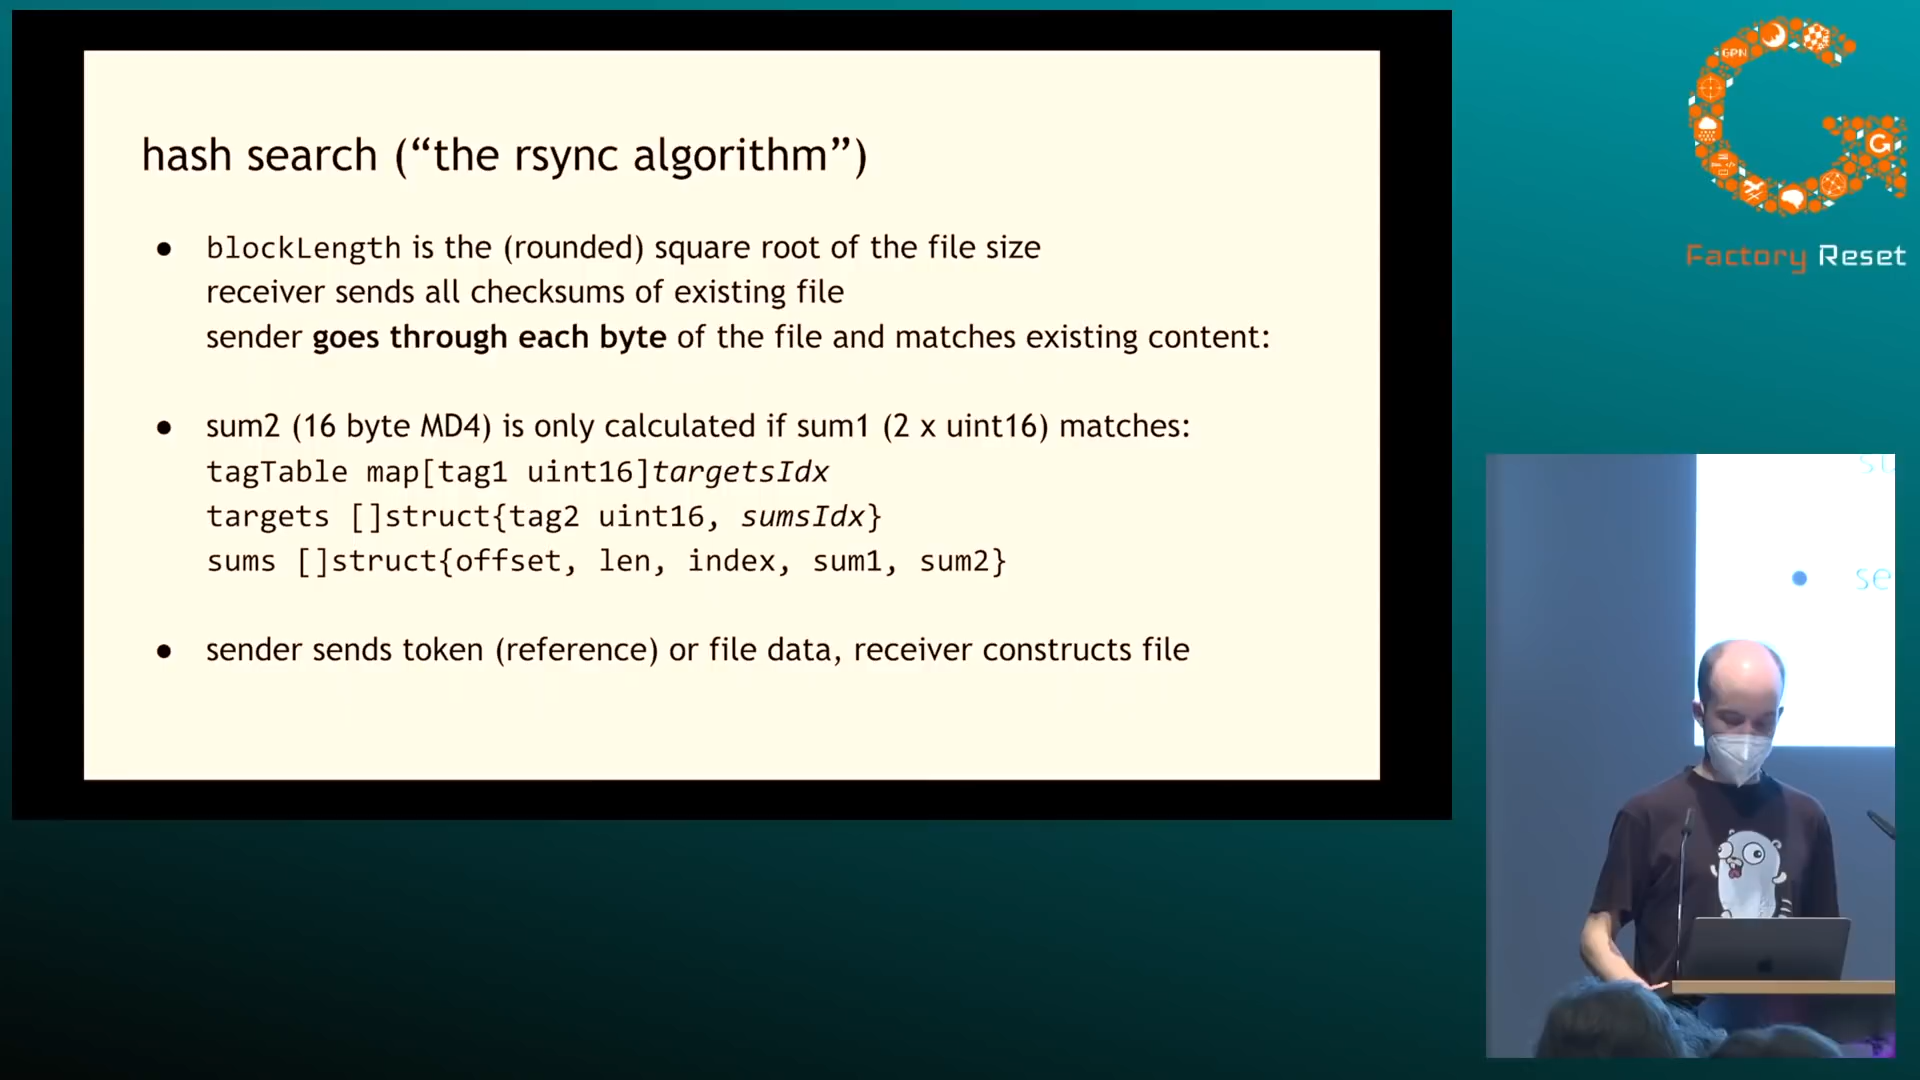 hash search (“the rsync algorithm”)
● blockLength is the (rounded) square root of the file size
receiver sends all checksums of existing file
sender goes through each byte of the file and matches existing content:
● sum2 (16 byte MD4) is only calculated if sum1 (2 x uint16) matches:
tagTable map[tag1 uint16]targetsIdx
targets []struct{tag2 uint16, sumsIdx}
sums []struct{offset, len, index, sum1, sum2}
● sender sends token (reference) or file data, receiver constructs file
GPN
Factory Reset
se